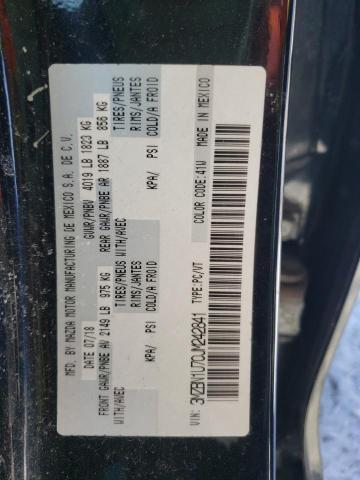 MFD. BY MAZDA MOTOR MANUFACTURING DE MEXICO S.A. DE C.V.
DATE 07/18 GVWR/PNBV 4019 LB 1823 KG
FRONT GAWR/PNBE AV 2149 LB 975 KG REAR GAWR/PNBE AR 1887 LB 856 KG
WITH/AVEC TIRES/PNEUS WITH/AVEC TIRES/PNEUS
RIMS/JANTES RIMS/JANTES
KPA/ PSI COLD/A FROID KPA/ PSI COLD/A FROID
VIN: 3MZBN1U7CJM242841 TYPE:PC/VT COLOR CODE:41W MADE IN MEXICO